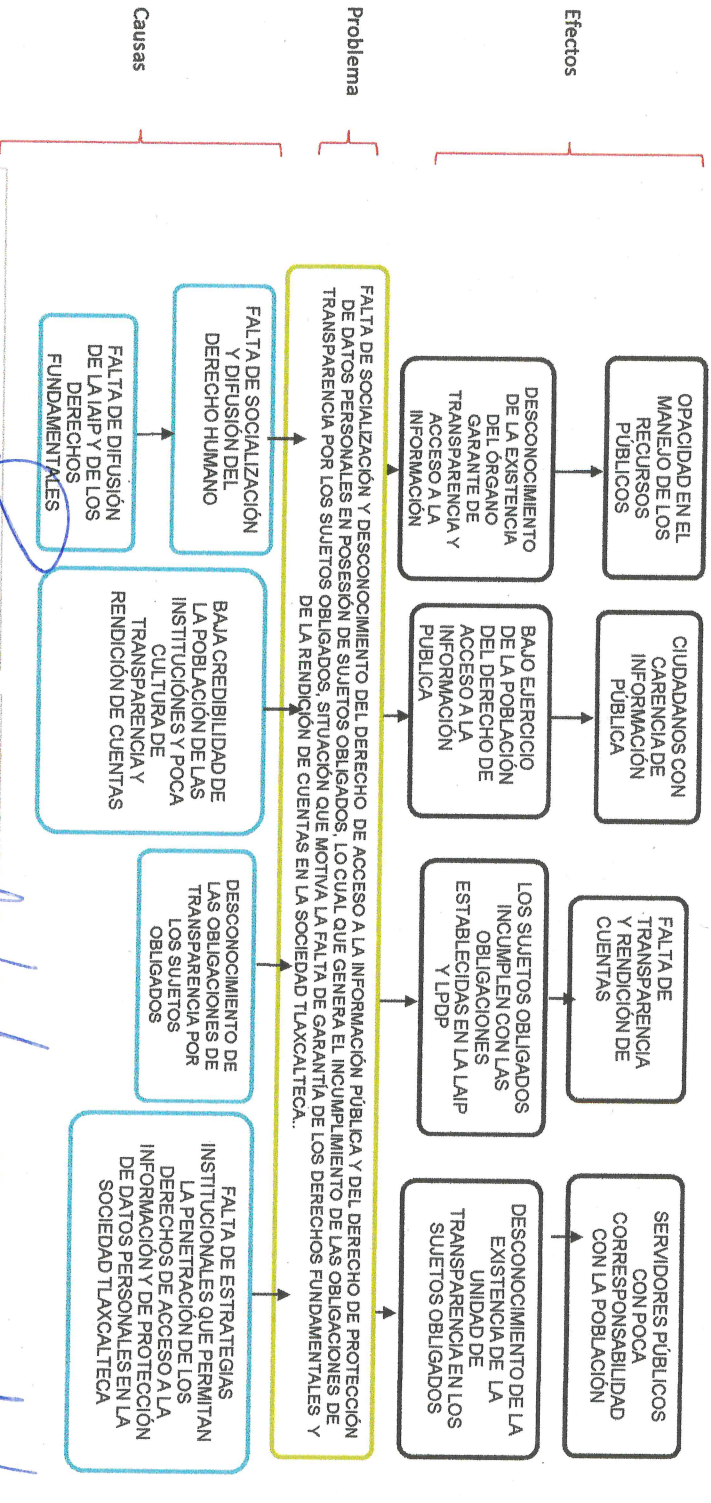 Efectos
OPACIDAD EN EL
MANEJO DE LOS
RECURSOS
PÚBLICOS
CIUDADANOS CON
CARENCIA DE
INFORMACIÓN
PÚBLICA
FALTA DE
TRANSPARENCIA
Y RENDICIÓN DE
CUENTAS
SERVIDORES PÚBLICOS
CON POCA
CORRESPONSABILIDAD
CON LA POBLACIÓN
DESCONOCIMIENTO
DE LA EXISTENCIA
DEL ÓRGANO
GARANTE DE
TRANSPARENCIA Y
ACCESO A LA
INFORMACIÓN
BAJO EJERCICIO
DE LA POBLACIÓN
DEL DERECHO DE
ACCESO A LA
INFORMACIÓN
PUBLICA
LOS SUJETOS OBLIGADOS
INCUMPLEN CON LAS
OBLIGACIONES
ESTABLECIDAS EN LA LAIP
Y LPDP
DESCONOCIMIENTO DE LA
EXISTENCIA DE LA
UNIDAD DE
TRANSPARENCIA EN LOS
SUJETOS OBLIGADOS
Problema
FALTA DE SOCIALIZACIÓN Y DESCONOCIMIENTO DEL DERECHO DE ACCESO A LA INFORMACIÓN PÚBLICA Y DEL DERECHO DE PROTECCIÓN
DE DATOS PERSONALES EN POSESIÓN DE SUJETOS OBLIGADOS, LO CUAL QUE GENERA EL INCUMPLIMIENTO DE LAS OBLIGACIONES DE
TRANSPARENCIA POR LOS SUJETOS OBLIGADOS, SITUACIÓN QUE MOTIVA LA FALTA DE GARANTÍA DE LOS DERECHOS FUNDAMENTALES Y
DE LA RENDICIÓN DE CUENTAS EN LA SOCIEDAD TLAXCALTECA..
Causas
FALTA DE SOCIALIZACIÓN
Y DIFUSIÓN DEL
DERECHO HUMANO
FALTA DE DIFUSIÓN
DE LA IAIP Y DE LOS
DERECHOS
FUNDAMENTALES
BAJA CREDIBILIDAD DE
LA POBLACIÓN DE LAS
INSTITUCIÓNES Y POCA
CULTURA DE
TRANSPARENCIA Y
RENDICIÓN DE CUENTAS
DESCONOCIMIENTO DE
LAS OBLIGACIONES DE
TRANSPARENCIA POR
LOS SUJETOS
OBLIGADOS
FALTA DE ESTRATEGIAS
INSTITUCIONALES QUE PERMITAN
LA PENETRACIÓN DE LOS
DERECHOS DE ACCESO A LA
INFORMACIÓN Y DE PROTECCIÓN
DE DATOS PERSONALES EN LA
SOCIEDAD TLAXCALTECA